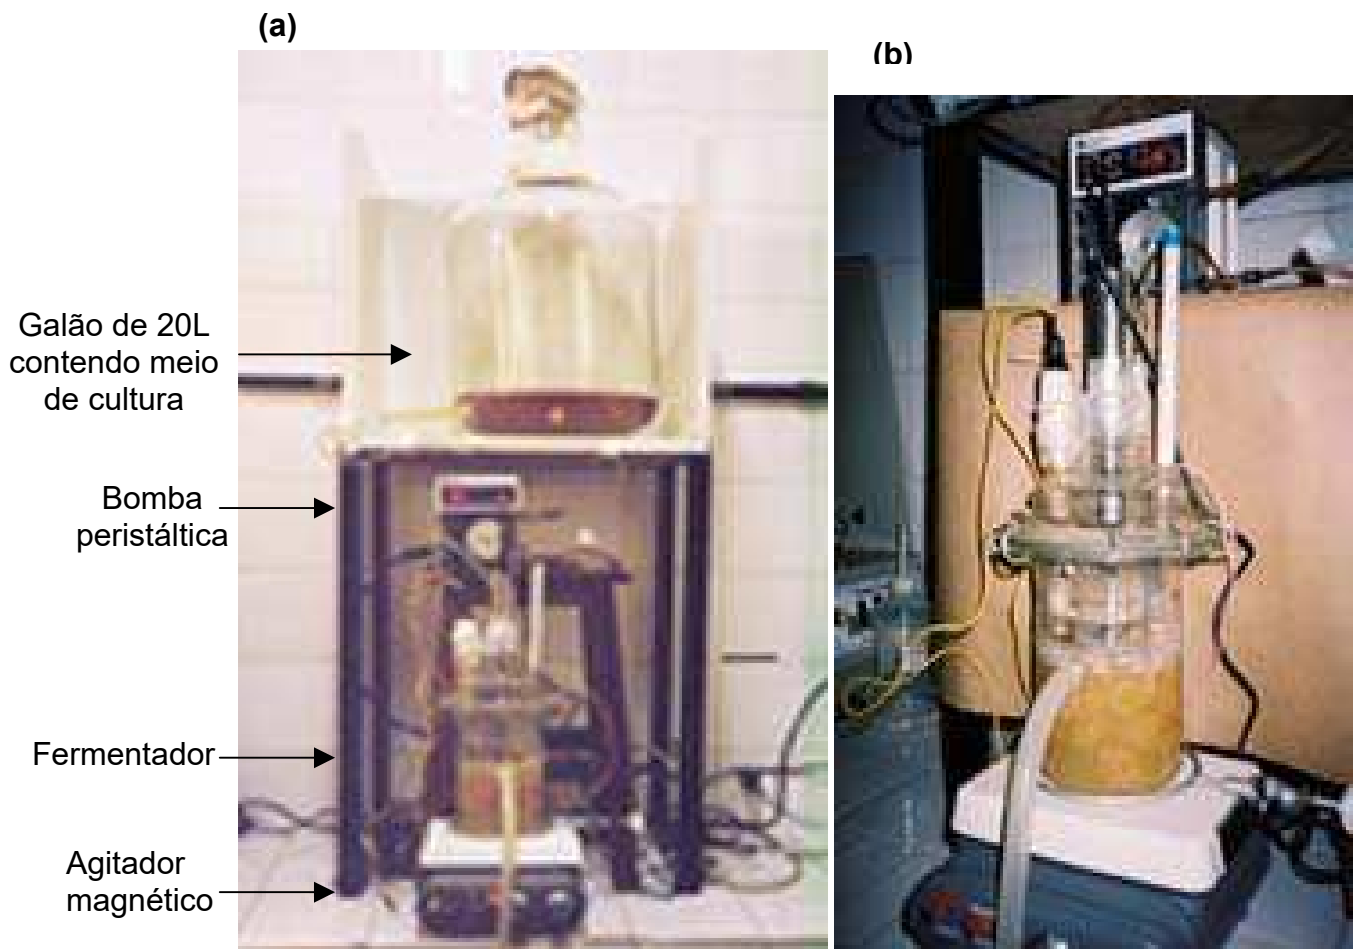 (a)
(b)
Galão de 20L
contendo meio
de cultura
Bomba
peristáltica
Fermentador
Agitador
magnético